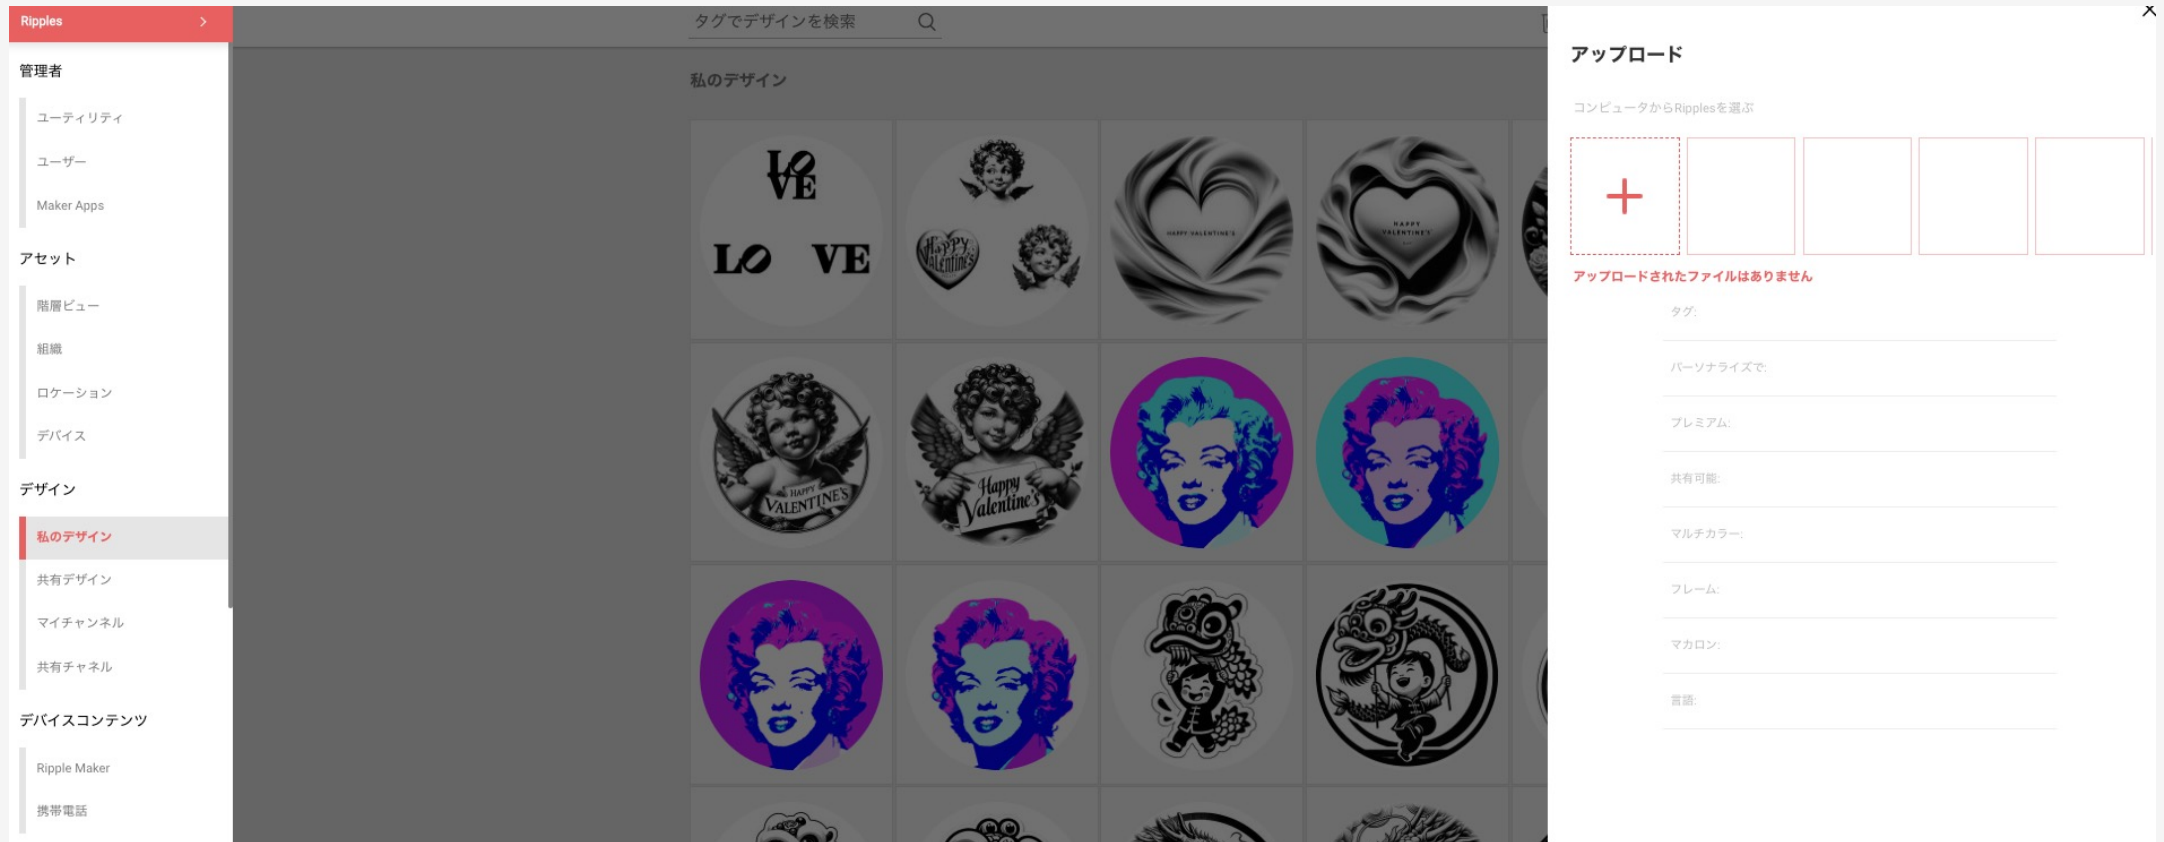 Ripples
管理者
ユーティリティ
ユーザー
Maker Apps
アセット
階層ビュー
組織
ロケーション
デバイス
デザイン
私のデザイン
共有デザイン
マイチャンネル
共有チャネル
デバイスコンテンツ
Ripple Maker
携帯電話
タグでデザインを検索
私のデザイン
LO
VE
LO VE
Happy
Valentine's
HAPPY VALENTINE'S
HAPPY
VALENTINE'S
DAY
HAPPY
VALENTINE'S
Happy
Valentine's
アップロード
コンピュータからRipplesを選ぶ
アップロードされたファイルはありません
タグ:
パーソナライズで:
プレミアム:
共有可能:
マルチカラー:
フレーム:
マカロン:
言語: